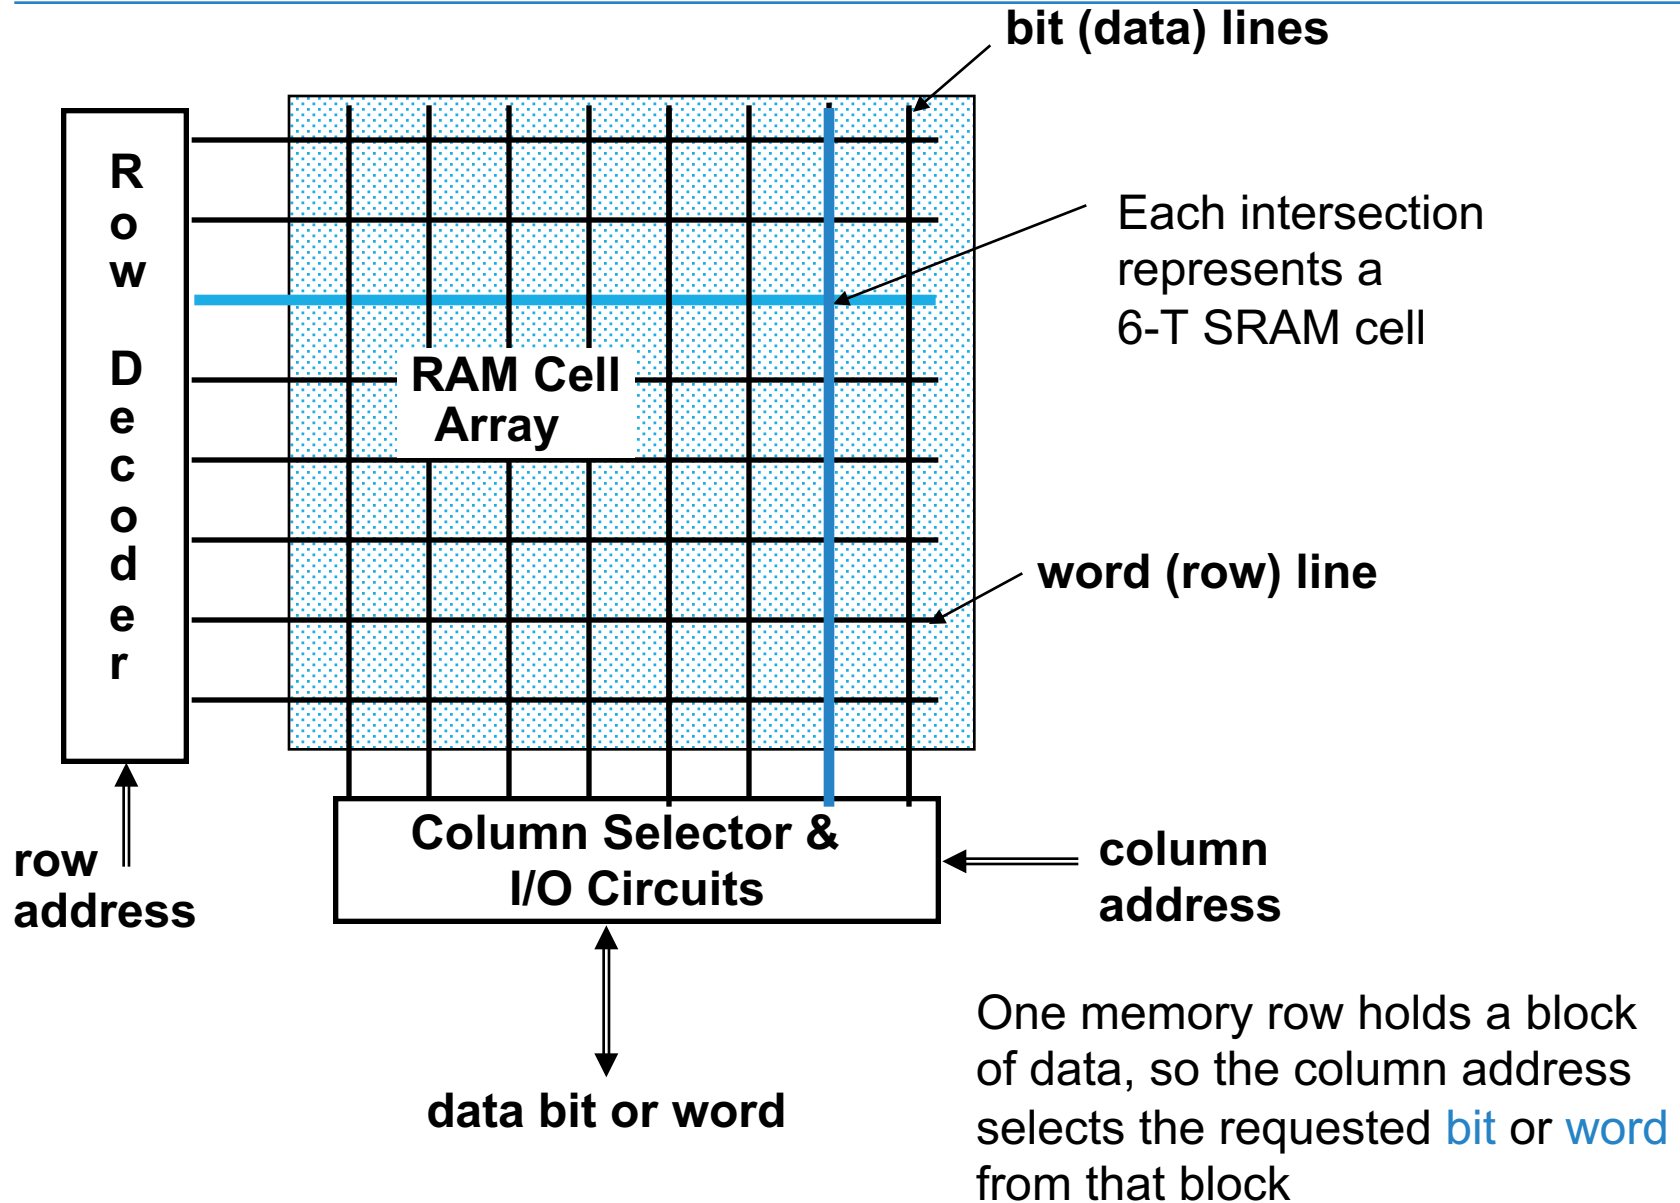 bit (data) lines
Row Decoder
Each intersection
represents a
6-T SRAM cell
RAM Cell
Array
word (row) line
Column Selector &
I/O Circuits
row
address
column
address
data bit or word
One memory row holds a block
of data, so the column address
selects the requested bit or word
from that block